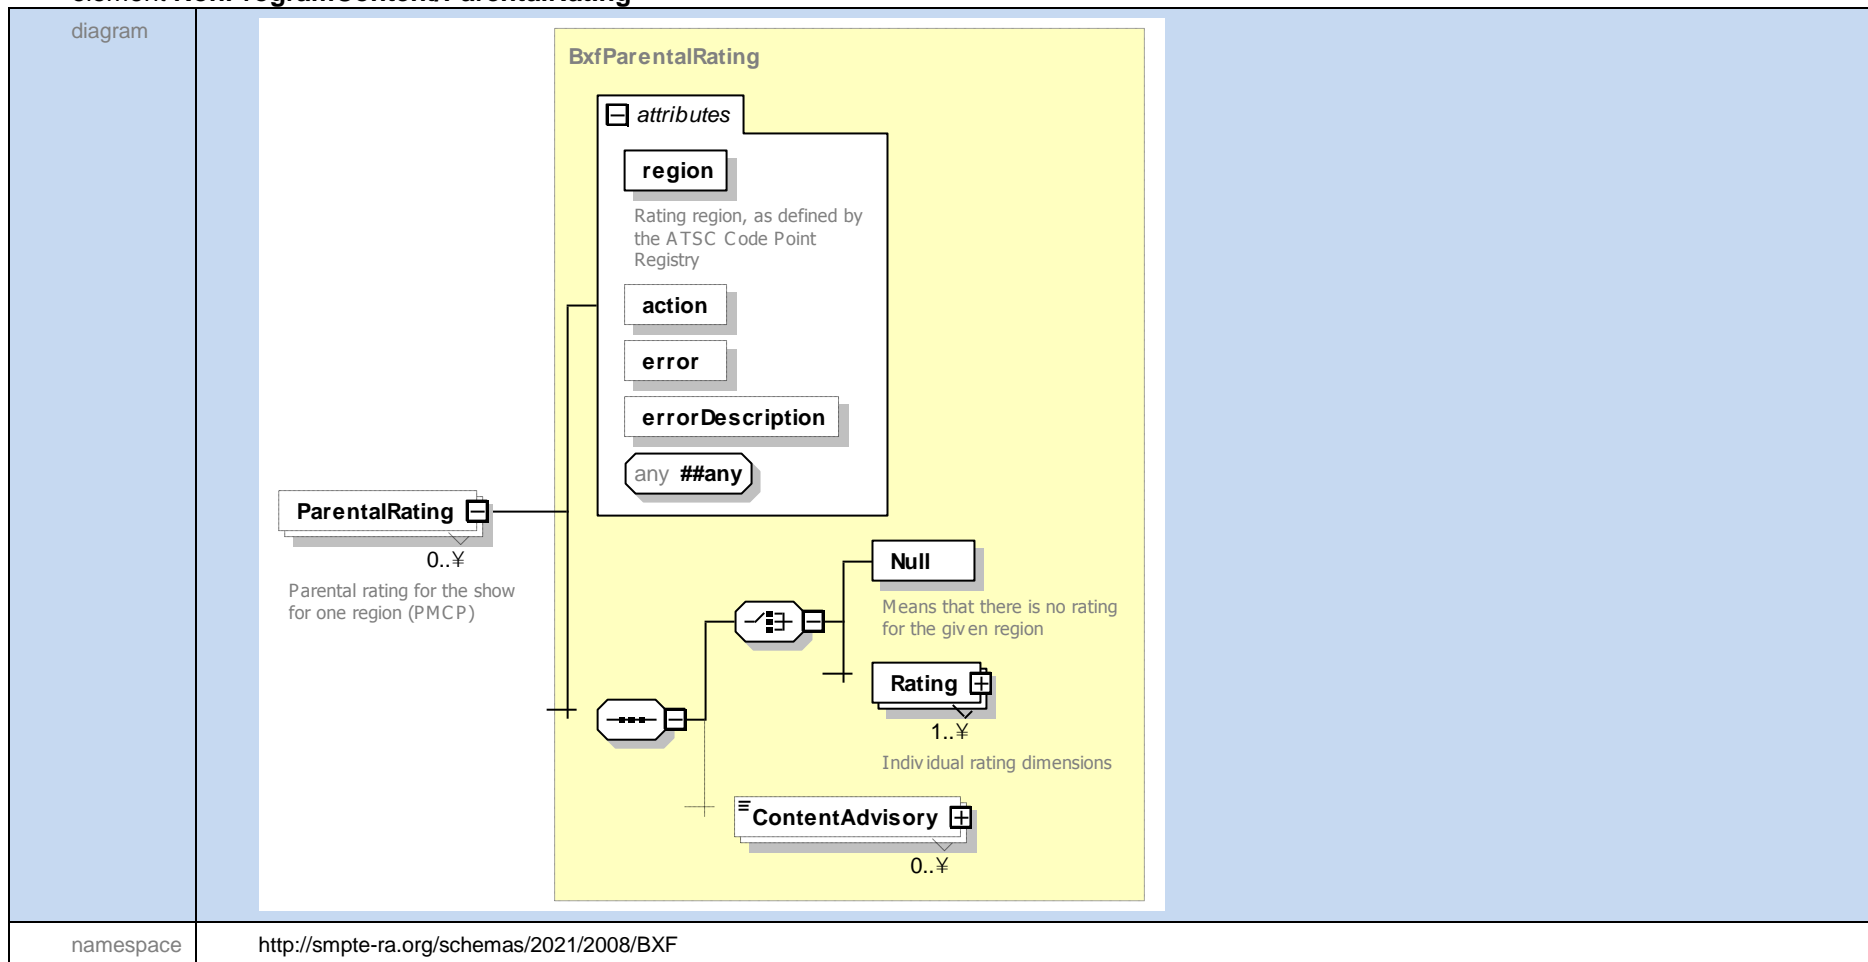 element NonProgramContent/ParentalRating
diagram
BxfParentalRating
attributes
region
Rating region, as defined by
the ATSC Code Point
Registry
action
error
errorDescription
any ##any
ParentalRating
0..¥
Parental rating for the show
for one region (PMCP)
Null
Means that there is no rating
for the given region
Rating
1..¥
Individual rating dimensions
ContentAdvisory
0..¥
namespace
http://smpte-ra.org/schemas/2021/2008/BXF